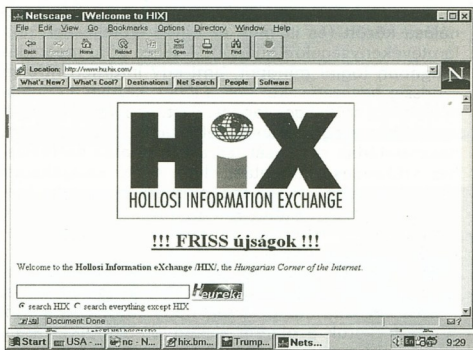 Netscape - [Welcome to HIX]
File Edit View Go Bookmarks Options Directory Window Help
Back Home Reload Images Open Print Find
Location: http://www.hu.hix.com/
N
What's New? What's Cool? Destinations Net Search People Software
HiX
HOLLOSI INFORMATION EXCHANGE
!!! FRISS újságok !!!
Welcome to the Hollosi Information eXchange /HIX/, the Hungarian Corner of the Internet.
Heureka
search HIX search everything except HIX
Document Done
Start USA - ... nc - N... hix.bm... Trump... Nets... En 9:29